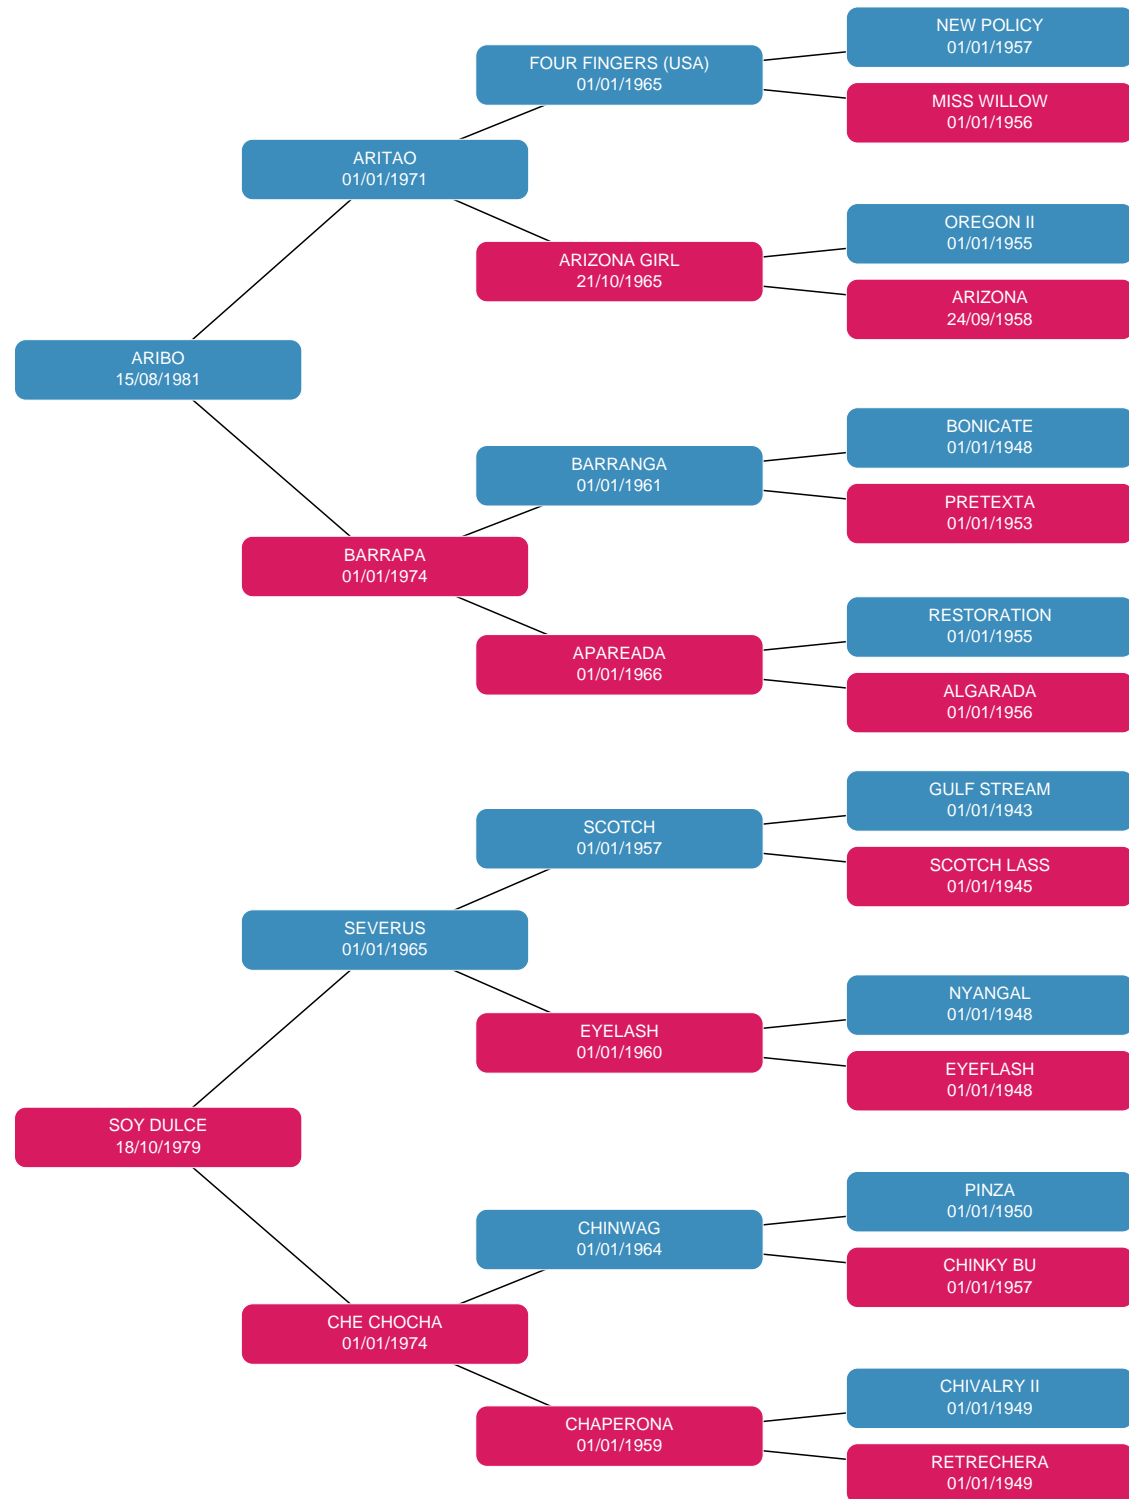 NEW POLICY
01/01/1957
FOUR FINGERS (USA)
01/01/1965
MISS WILLOW
01/01/1956
ARITAO
01/01/1971
OREGON II
01/01/1955
ARIZONA GIRL
21/10/1965
ARIZONA
24/09/1958
ARIBO
15/08/1981
BONICATE
01/01/1948
BARRANGA
01/01/1961
PRETEXTA
01/01/1953
BARRAPA
01/01/1974
RESTORATION
01/01/1955
APAREADA
01/01/1966
ALGARADA
01/01/1956
GULF STREAM
01/01/1943
SCOTCH
01/01/1957
SCOTCH LASS
01/01/1945
SEVERUS
01/01/1965
NYANGAL
01/01/1948
EYELASH
01/01/1960
EYEFLASH
01/01/1948
SOY DULCE
18/10/1979
PINZA
01/01/1950
CHINWAG
01/01/1964
CHINKY BU
01/01/1957
CHE CHOCHA
01/01/1974
CHIVALRY II
01/01/1949
CHAPERONA
01/01/1959
RETRECHERA
01/01/1949